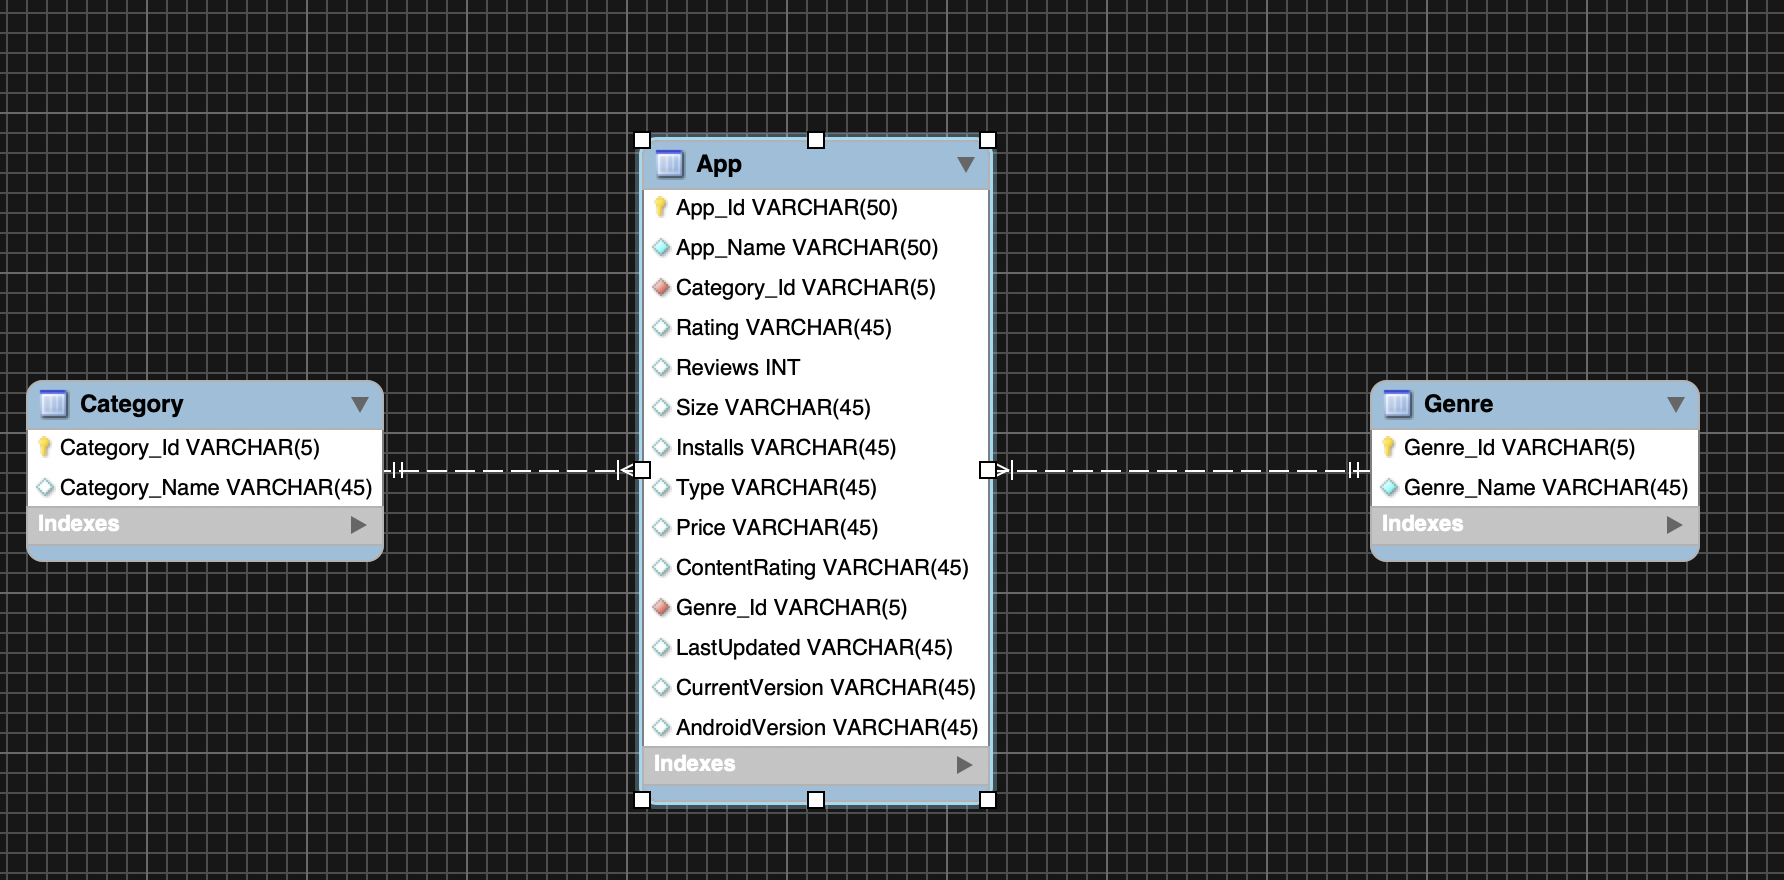 Category
Category_Id VARCHAR(5)
Category_Name VARCHAR(45)
Indexes
App
App_Id VARCHAR(50)
App_Name VARCHAR(50)
Category_Id VARCHAR(5)
Rating VARCHAR(45)
Reviews INT
Size VARCHAR(45)
Installs VARCHAR(45)
Type VARCHAR(45)
Price VARCHAR(45)
ContentRating VARCHAR(45)
Genre_Id VARCHAR(5)
LastUpdated VARCHAR(45)
CurrentVersion VARCHAR(45)
AndroidVersion VARCHAR(45)
Indexes
Genre
Genre_Id VARCHAR(5)
Genre_Name VARCHAR(45)
Indexes